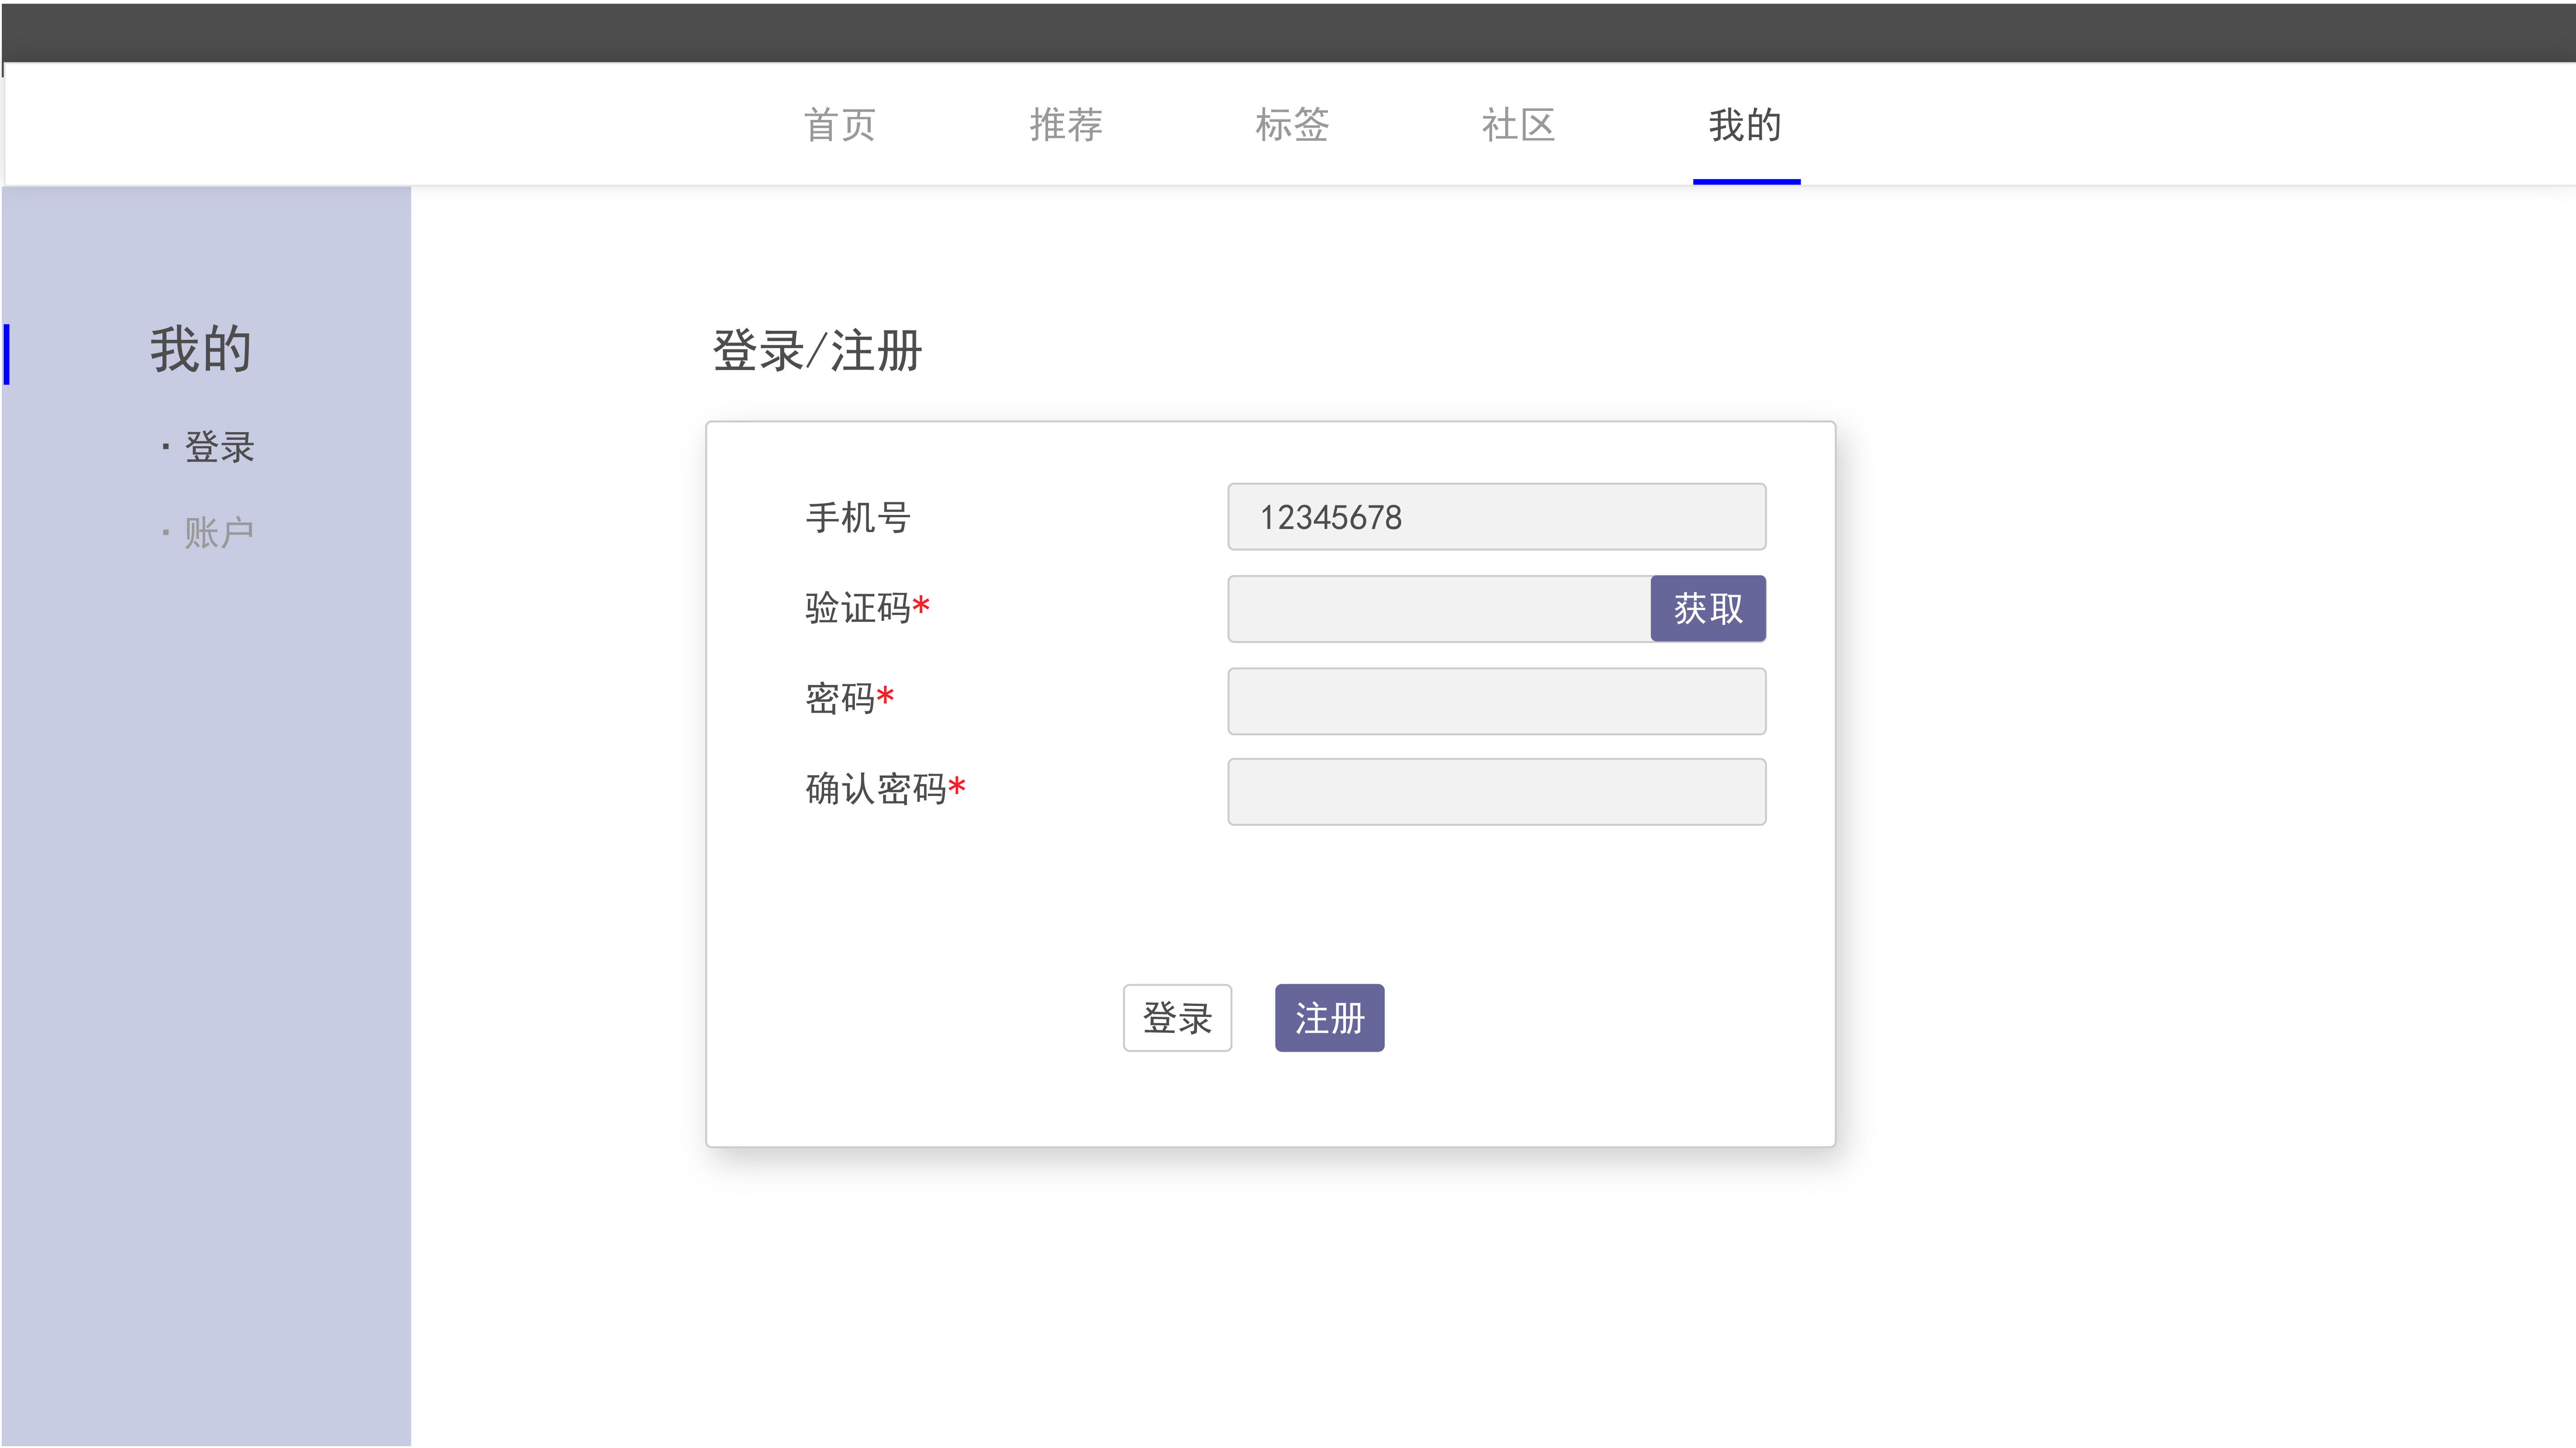 首页 推荐 标签 社区 我的
我的
·登录
·账户
登录/注册
手机号 12345678
验证码* 获取
密码*
确认密码*
登录 注册